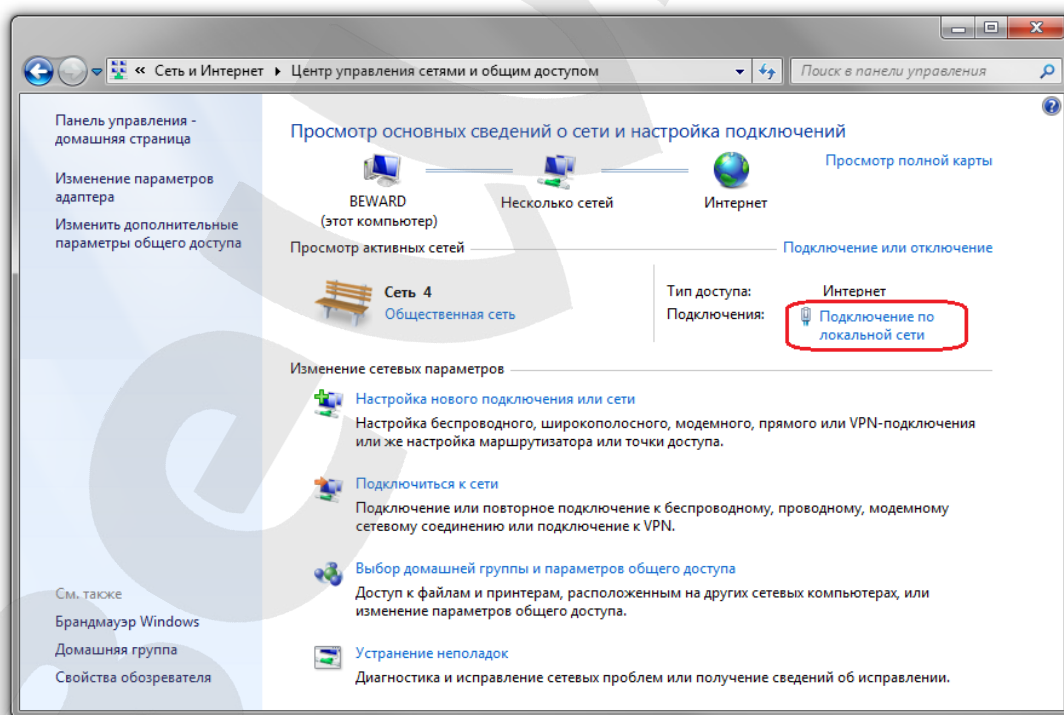 « Сеть и Интернет ▸ Центр управления сетями и общим доступом
Поиск в панели управления
Панель управления -
домашняя страница
Изменение параметров
адаптера
Изменить дополнительные
параметры общего доступа
См. также
Брандмауэр Windows
Домашняя группа
Свойства обозревателя
Просмотр основных сведений о сети и настройка подключений
Просмотр полной карты
BEWARD
(этот компьютер)
Несколько сетей
Интернет
Просмотр активных сетей
Подключение или отключение
Сеть 4
Общественная сеть
Тип доступа: Интернет
Подключения: Подключение по
локальной сети
Изменение сетевых параметров
Настройка нового подключения или сети
Настройка беспроводного, широкополосного, модемного, прямого или VPN-подключения
или же настройка маршрутизатора или точки доступа.
Подключиться к сети
Подключение или повторное подключение к беспроводному, проводному, модемному
сетевому соединению или подключение к VPN.
Выбор домашней группы и параметров общего доступа
Доступ к файлам и принтерам, расположенным на других сетевых компьютерах, или
изменение параметров общего доступа.
Устранение неполадок
Диагностика и исправление сетевых проблем или получение сведений об исправлении.